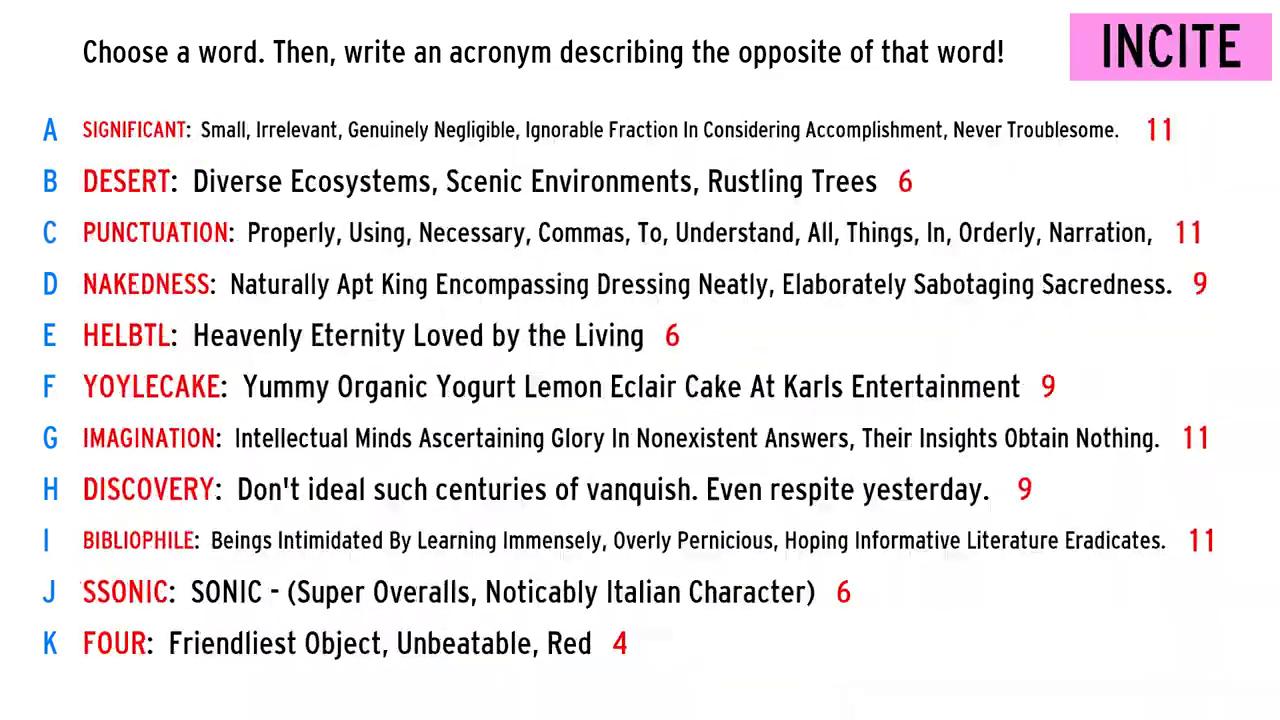 Choose a word. Then, write an acronym describing the opposite of that word!
INCITE
A SIGNIFICANT: Small, Irrelevant, Genuinely Negligible, Ignorable Fraction In Considering Accomplishment, Never Troublesome. 11
B DESERT: Diverse Ecosystems, Scenic Environments, Rustling Trees 6
C PUNCTUATION: Properly, Using, Necessary, Commas, To, Understand, All, Things, In, Orderly, Narration, 11
D NAKEDNESS: Naturally Apt King Encompassing Dressing Neatly, Elaborately Sabotaging Sacredness. 9
E HELBTL: Heavenly Eternity Loved by the Living 6
F YOYLECAKE: Yummy Organic Yogurt Lemon Eclair Cake At Karls Entertainment 9
G IMAGINATION: Intellectual Minds Ascertaining Glory In Nonexistent Answers, Their Insights Obtain Nothing. 11
H DISCOVERY: Don't ideal such centuries of vanquish. Even respite yesterday. 9
I BIBLIOPHILE: Beings Intimidated By Learning Immensely, Overly Pernicious, Hoping Informative Literature Eradicates. 11
J SSONIC: SONIC - (Super Overalls, Noticably Italian Character) 6
K FOUR: Friendliest Object, Unbeatable, Red 4